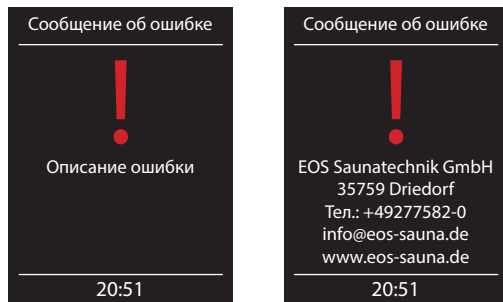 Сообщение об ошибке
!
Описание ошибки
20:51
Сообщение об ошибке
!
EOS Saunatechnik GmbH
35759 Driedorf
Тел.: +49277582-0
info@eos-sauna.de
www.eos-sauna.de
20:51